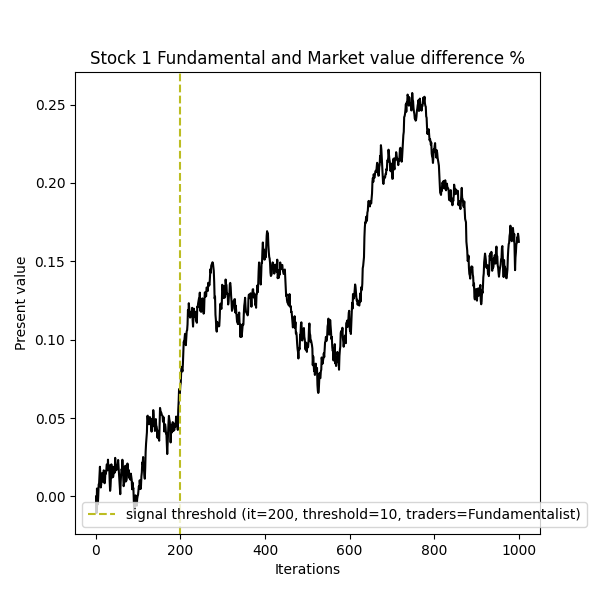 Stock 1 Fundamental and Market value difference %
0.25
0.20
0.15
0.10
0.05
0.00
Present value
signal threshold (it=200, threshold=10, traders=Fundamentalist)
0 200 400 600 800 1000
Iterations